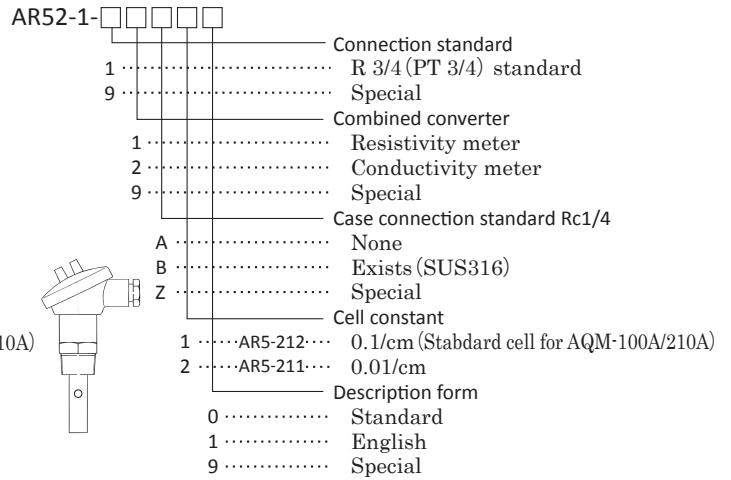 AR52-1-□□□□□
Connection standard
1 ························ R 3/4(PT 3/4) standard
9 ························ Special
Combined converter
1 ····················· Resistivity meter
2 ····················· Conductivity meter
9 ····················· Special
Case connection standard Rc1/4
A ·················· None
B ·················· Exists(SUS316)
Z ·················· Special
Cell constant
1 ······AR5-212···· 0.1/cm(Stabdard cell for AQM-100A/210A)
2 ······AR5-211···· 0.01/cm
Description form
0 ··············· Standard
1 ··············· English
9 ··············· Special
10A)